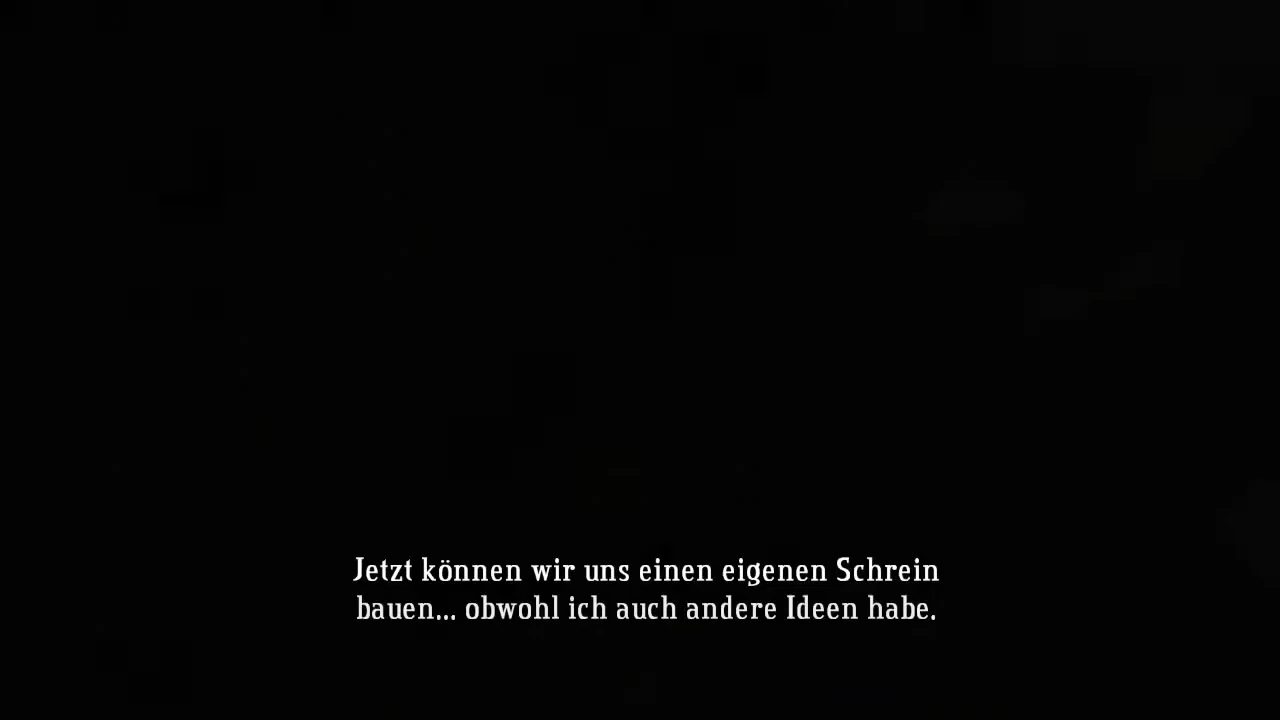 Jetzt können wir uns einen eigenen Schrein
bauen... obwohl ich auch andere Ideen habe.